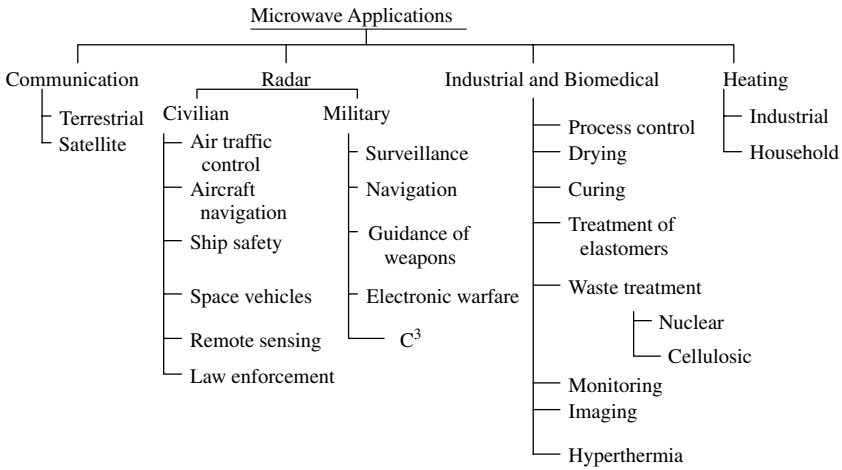 Microwave Applications
Communication
Terrestrial
Satellite
Radar
Civilian
Air traffic
control
Aircraft
navigation
Ship safety
Space vehicles
Remote sensing
Law enforcement
Military
Surveillance
Navigation
Guidance of
weapons
Electronic warfare
C³
Industrial and Biomedical
Process control
Drying
Curing
Treatment of
elastomers
Waste treatment
Nuclear
Cellulosic
Monitoring
Imaging
Hyperthermia
Heating
Industrial
Household